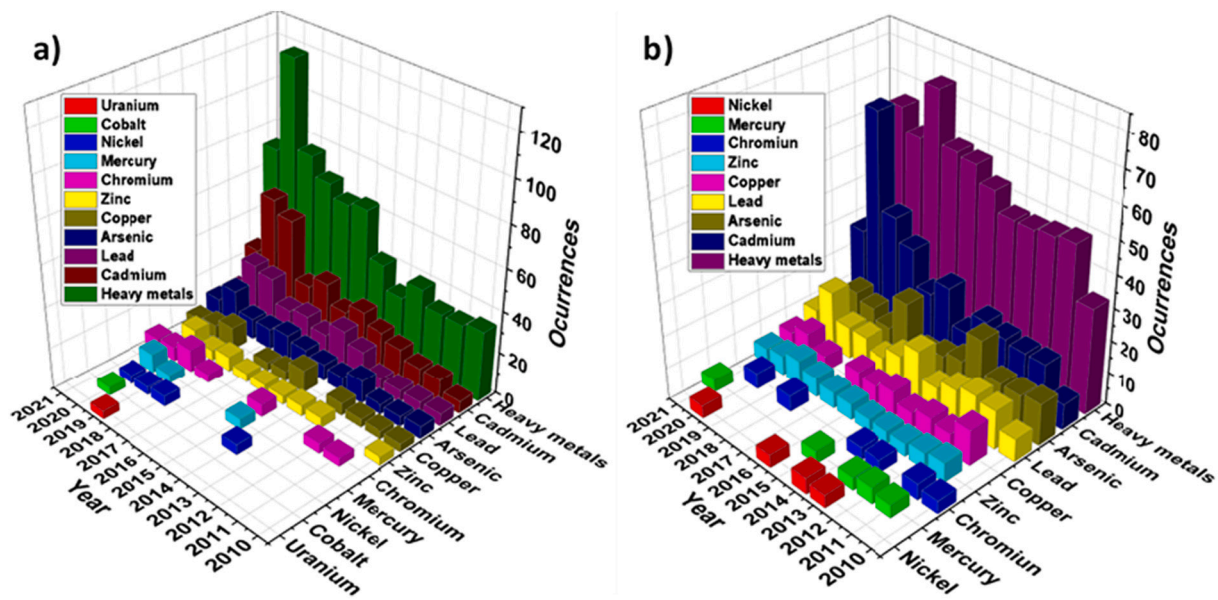 a)
Uranium
Cobalt
Nickel
Mercury
Chromium
Zinc
Copper
Arsenic
Lead
Cadmium
Heavy metals
120
100
80
60
40
20
0
Ocurrences
2021
2020
2019
2018
2017
2016
2015
2014
2013
2012
2011
2010
Year
Heavy metals
Cadmium
Lead
Arsenic
Copper
Zinc
Chromium
Mercury
Nickel
Cobalt
Uranium
b)
Nickel
Mercury
Chromiun
Zinc
Copper
Lead
Arsenic
Cadmium
Heavy metals
80
70
60
50
40
30
20
10
0
Occurrences
2021
2020
2019
2018
2017
2016
2015
2014
2013
2012
2011
2010
Year
Heavy metals
Cadmium
Arsenic
Lead
Copper
Zinc
Chromiun
Mercury
Nickel